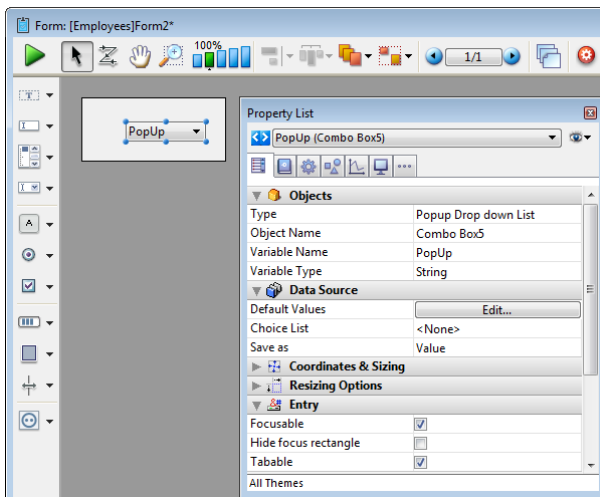 Form: [Employees]Form2*
100%
1/1
PopUp
Property List
PopUp (Combo Box5)
Objects
Type Popup Drop down List
Object Name Combo Box5
Variable Name PopUp
Variable Type String
Data Source
Default Values Edit...
Choice List <None>
Save as Value
Coordinates & Sizing
Resizing Options
Entry
Focusable
Hide focus rectangle
Tabable
All Themes